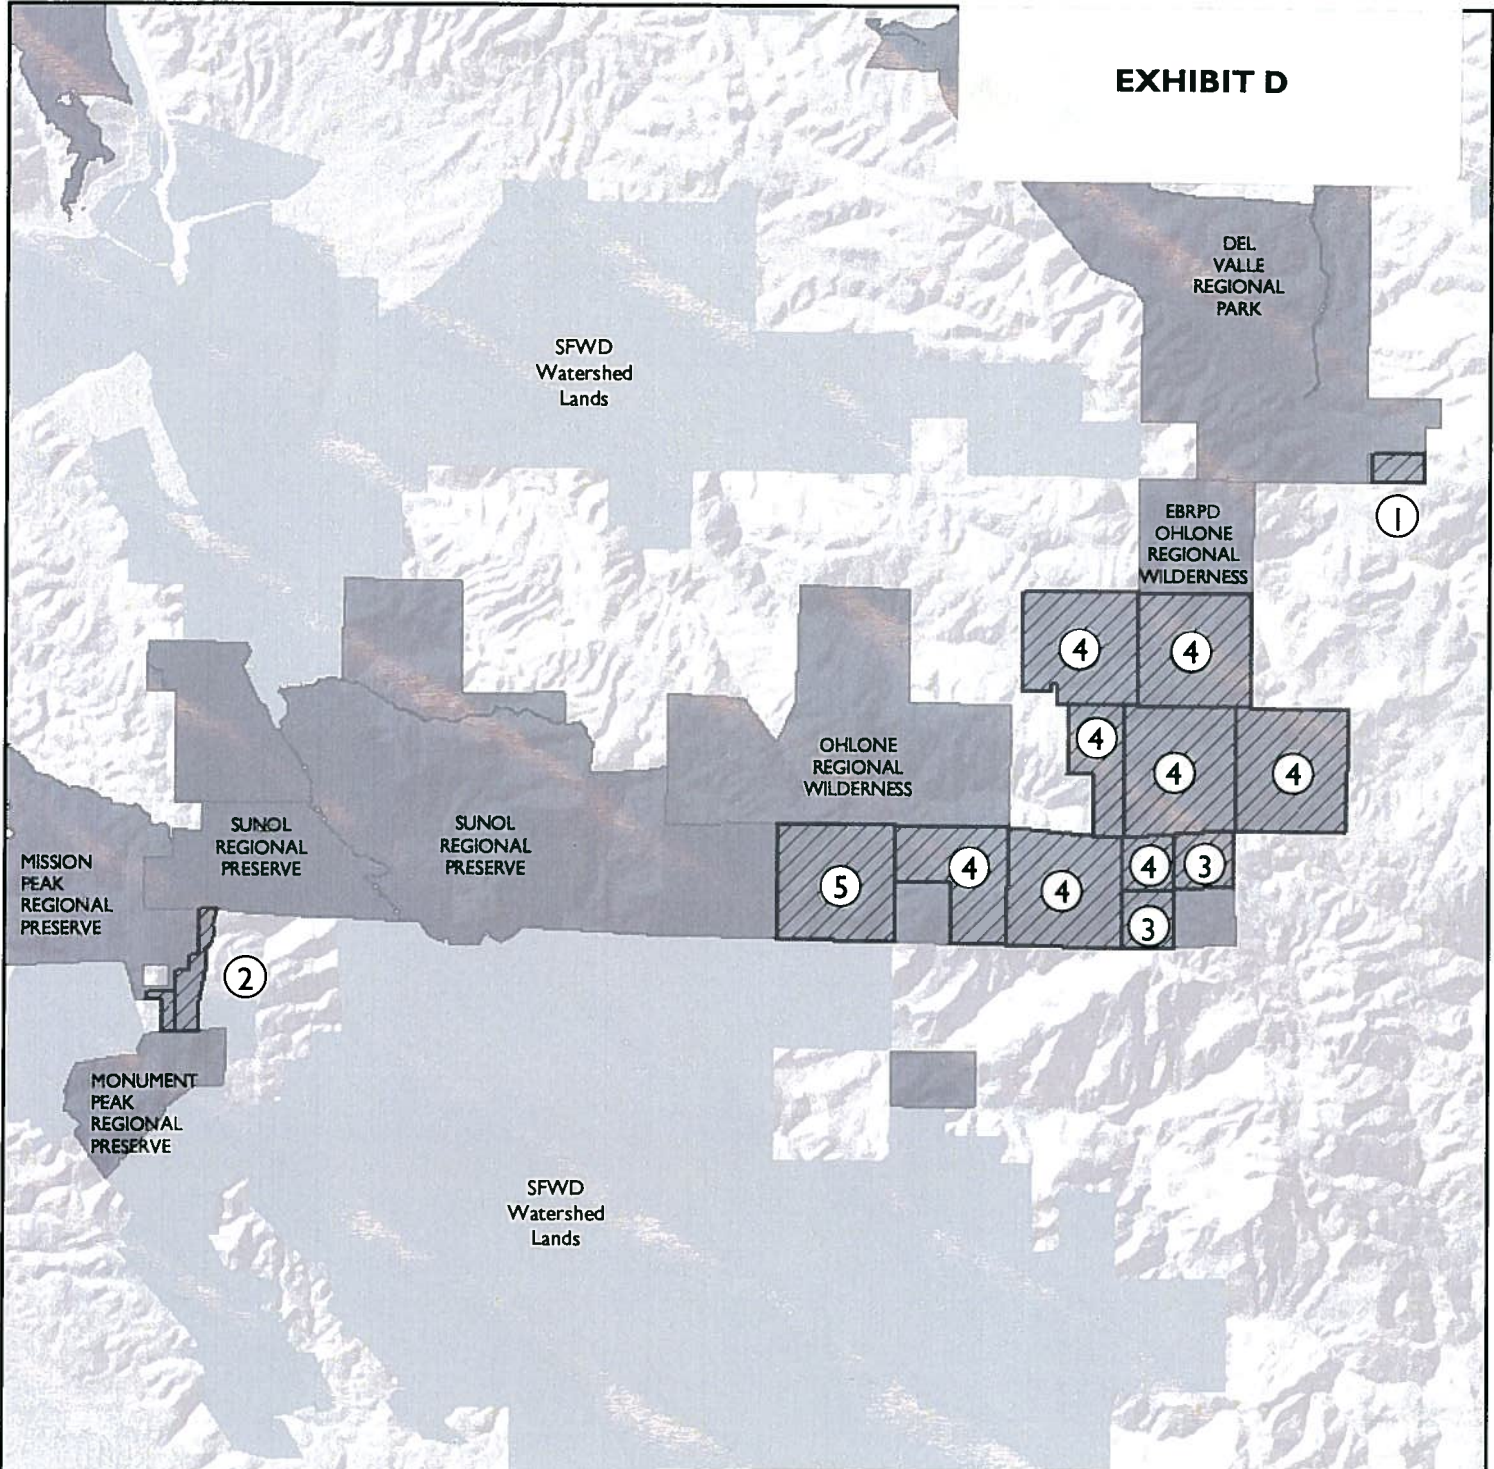 EXHIBIT D
DEL
VALLE
REGIONAL
PARK
SFWD
Watershed
Lands
1
EBRPD
OHLONE
REGIONAL
WILDERNESS
4
4
4
4
4
OHLONE
REGIONAL
WILDERNESS
SUNOL
REGIONAL
PRESERVE
SUNOL
REGIONAL
PRESERVE
MISSION
PEAK
REGIONAL
PRESERVE
5
4
4
4
3
3
2
MONUMENT
PEAK
REGIONAL
PRESERVE
SFWD
Watershed
Lands